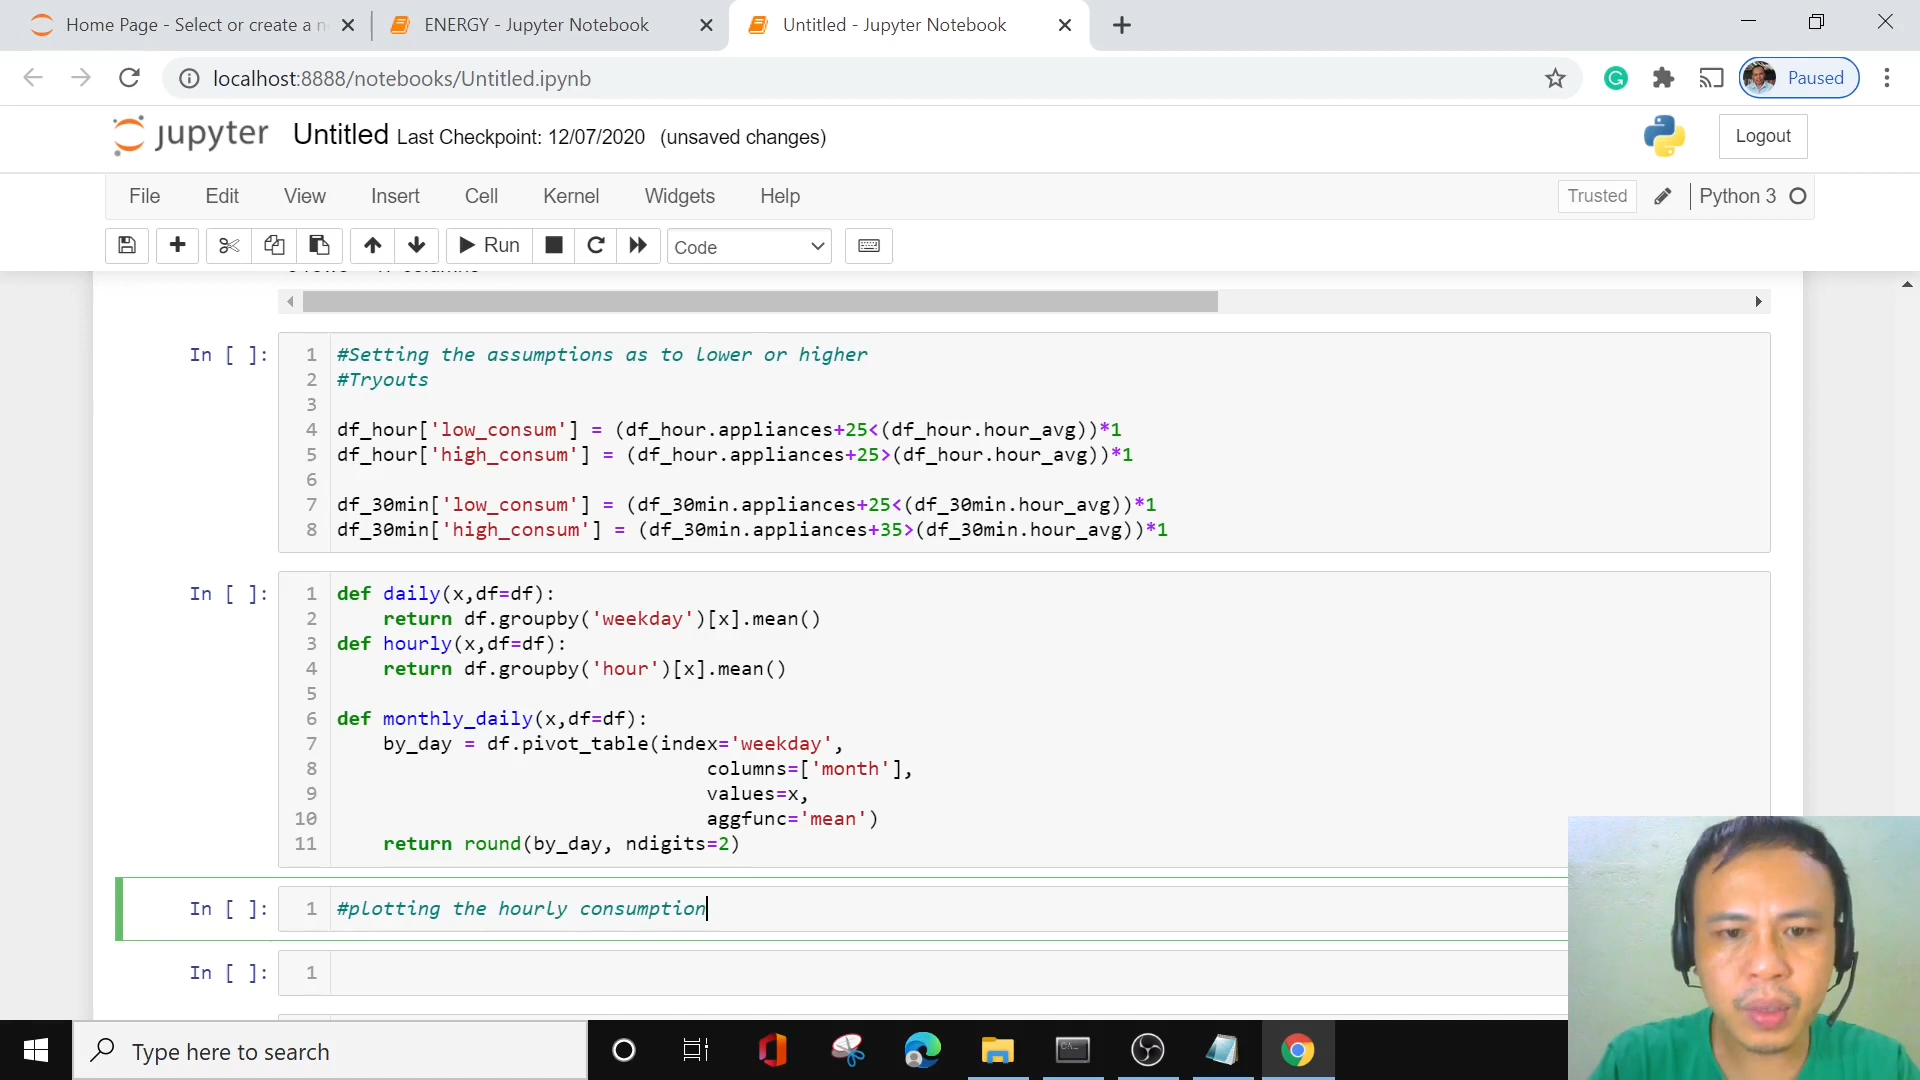 Home Page - Select or create a n
ENERGY - Jupyter Notebook
Untitled - Jupyter Notebook
localhost:8888/notebooks/Untitled.ipynb
Paused
jupyter Untitled Last Checkpoint: 12/07/2020 (unsaved changes)
Logout
File Edit View Insert Cell Kernel Widgets Help
Trusted
Python 3
Run
Code
In [ ]:
1 #Setting the assumptions as to lower or higher
2 #Tryouts
3
4 df_hour['low_consum'] = (df_hour.appliances+25<(df_hour.hour_avg))*1
5 df_hour['high_consum'] = (df_hour.appliances+25>(df_hour.hour_avg))*1
6
7 df_30min['low_consum'] = (df_30min.appliances+25<(df_30min.hour_avg))*1
8 df_30min['high_consum'] = (df_30min.appliances+35>(df_30min.hour_avg))*1
In [ ]:
1 def daily(x,df=df):
2 return df.groupby('weekday')[x].mean()
3 def hourly(x,df=df):
4 return df.groupby('hour')[x].mean()
5
6 def monthly_daily(x,df=df):
7 by_day = df.pivot_table(index='weekday',
8 columns=['month'],
9 values=x,
10 aggfunc='mean')
11 return round(by_day, ndigits=2)
In [ ]:
1 #plotting the hourly consumption
In [ ]:
1
Type here to search